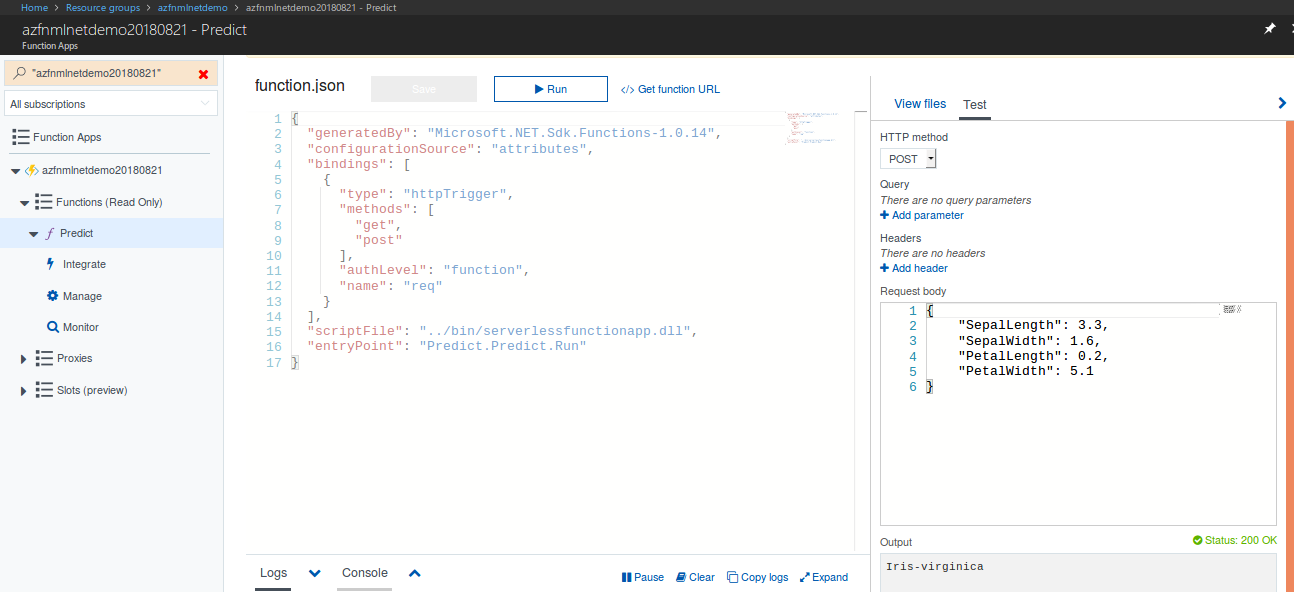 Home > Resource groups > azfnmlnetdemo > azfnmlnetdemo20180821 - Predict
azfnmlnetdemo20180821 - Predict
Function Apps
"azfnmlnetdemo20180821"
All subscriptions
Function Apps
azfnmlnetdemo20180821
Functions (Read Only)
Predict
Integrate
Manage
Monitor
Proxies
Slots (preview)
function.json
Save
Run
</> Get function URL
1 {
2 "generatedBy": "Microsoft.NET.Sdk.Functions-1.0.14",
3 "configurationSource": "attributes",
4 "bindings": [
5 {
6 "type": "httpTrigger",
7 "methods": [
8 "get",
9 "post"
10 ],
11 "authLevel": "function",
12 "name": "req"
13 }
14 ],
15 "scriptFile": "../bin/serverlessfunctionapp.dll",
16 "entryPoint": "Predict.Predict.Run"
17 }
Logs
Console
Pause
Clear
Copy logs
Expand
View files
Test
HTTP method
POST
Query
There are no query parameters
+ Add parameter
Headers
There are no headers
+ Add header
Request body
1 {
2 "SepalLength": 3.3,
3 "SepalWidth": 1.6,
4 "PetalLength": 0.2,
5 "PetalWidth": 5.1
6 }
Output
Status: 200 OK
Iris-virginica